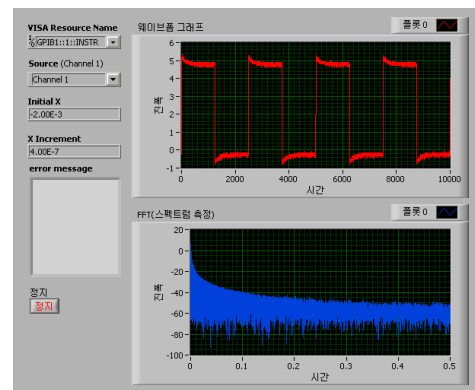 VISA Resource Name
GPIB1::1::INSTR
Source (Channel 1)
Channel 1
Initial X
-2.00E-3
X Increment
4.00E-7
error message
정지
정지
웨이브폼 그래프
플롯 0
진폭
6
5
4
3
2
1
0
-1
0
2000
4000
6000
8000
10000
시간
FFT(스펙트럼 측정)
플롯 0
진폭
20
0
-20
-40
-60
-80
-100
0
0.1
0.2
0.3
0.4
0.5
시간